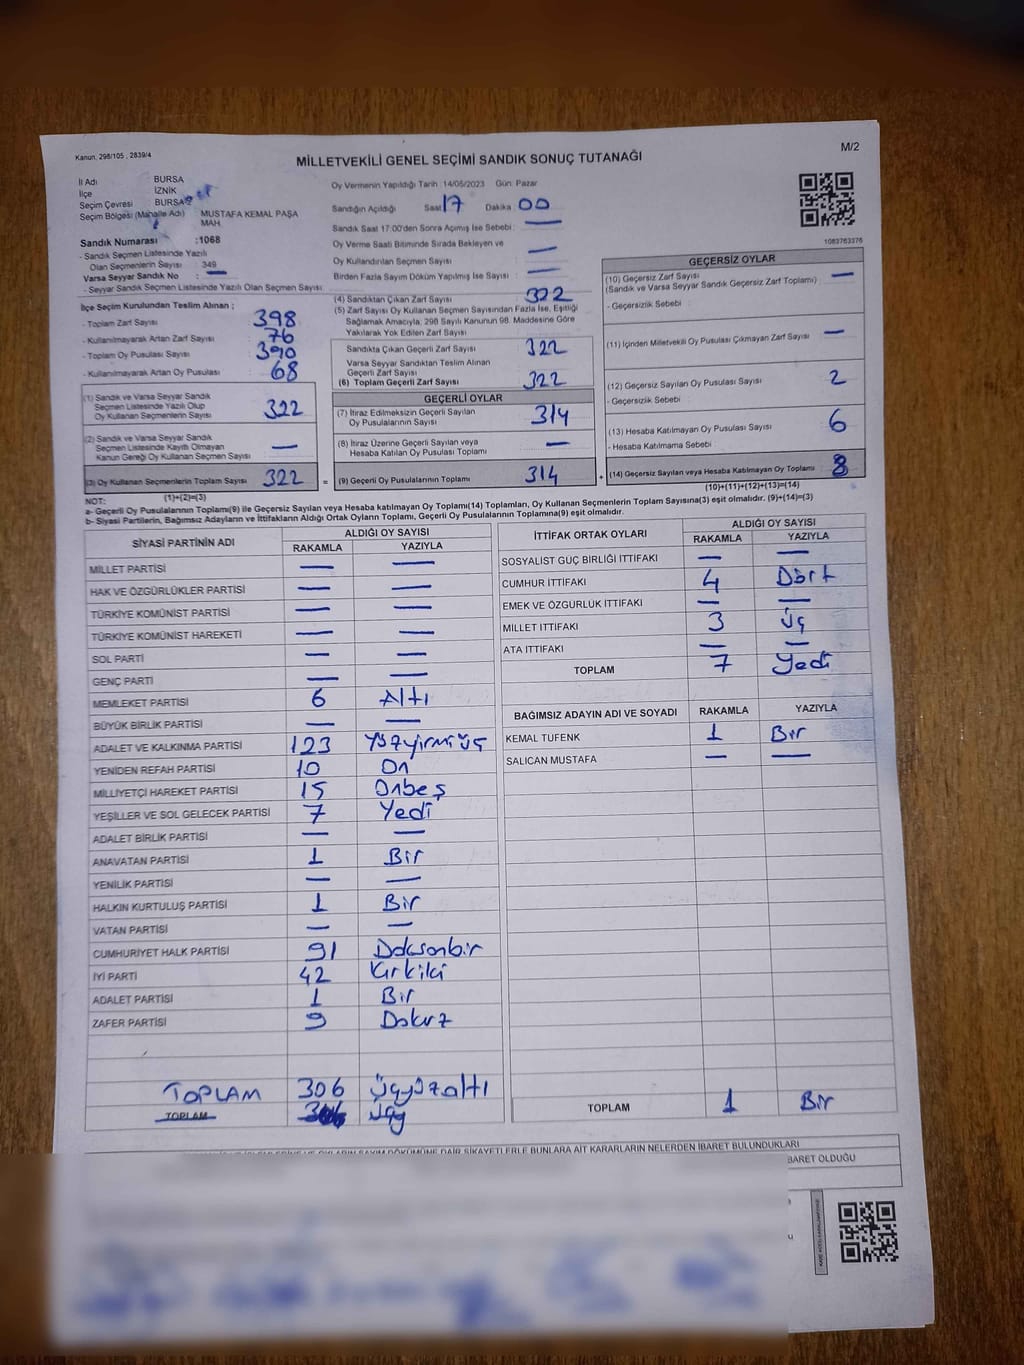 Kanun, 298/105 , 2839/4
MİLLETVEKİLİ GENEL SEÇİMİ SANDIK SONUÇ TUTANAĞI
M/2
İl Adı BURSA
İlçe İZNİK
Seçim Çevresi BURSA
Seçim Bölgesi (Mahalle Adı) MUSTAFA KEMAL PAŞA MAH.
Sandık Numarası :1068
- Sandık Seçmen Listesinde Yazılı
Olan Seçmenlerin Sayısı : 349
Varsa Seyyar Sandık No : —
- Seyyar Sandık Seçmen Listesinde Yazılı Olan Seçmen Sayısı:
Oy Vermenin Yapıldığı Tarih :14/05/2023 Gün: Pazar
Sandığın Açıldığı Saat 17 Dakika : 00
Sandık Saat 17:00'den Sonra Açımış İse Sebebi : —
Oy Verme Saati Bitiminde Sırada Bekleyen ve
Oy Kullandırılan Seçmen Sayısı : —
Birden Fazla Sayım Döküm Yapılmış İse Sayısı : —
1083763376
İlçe Seçim Kurulundan Teslim Alınan ;
- Toplam Zarf Sayısı 398
- Kullanılmayarak Artan Zarf Sayısı : 76
- Toplam Oy Pusulası Sayısı 390
- Kullanılmayarak Artan Oy Pusulası : 68
(1) Sandık ve Varsa Seyyar Sandık
Seçmen Listesinde Yazılı Olup
Oy Kullanan Seçmenlerin Sayısı 322
(2) Sandık ve Varsa Seyyar Sandık
Seçmen Listesinde Kayıtlı Olmayan
Kanun Gereği Oy Kullanan Seçmen Sayısı —
(3) Oy Kullanan Seçmenlerin Toplam Sayısı 322 =
(1)+(2)=(3)
(4) Sandıktan Çıkan Zarf Sayısı : 322
(5) Zarf Sayısı Oy Kullanan Seçmen Sayısından Fazla İse, Eşitliği
Sağlamak Amacıyla, 298 Sayılı Kanunun 98. Maddesine Göre
Yakılarak Yok Edilen Zarf Sayısı :
Sandıkta Çıkan Geçerli Zarf Sayısı : 322
Varsa Seyyar Sandıktan Teslim Alınan
Geçerli Zarf Sayısı
(6) Toplam Geçerli Zarf Sayısı : 322
GEÇERLİ OYLAR
(7) İtiraz Edilmeksizin Geçerli Sayılan
Oy Pusulalarının Sayısı : 314
(8) İtiraz Üzerine Geçerli Sayılan veya
Hesaba Katılan Oy Pusulası Toplamı : —
(9) Geçerli Oy Pusulalarının Toplamı : 314 +
GEÇERSİZ OYLAR
(10) Geçersiz Zarf Sayısı : —
(Sandık ve Varsa Seyyar Sandık Geçersiz Zarf Toplamı)
- Geçersizlik Sebebi :
(11) İçinden Milletvekili Oy Pusulası Çıkmayan Zarf Sayısı : —
(12) Geçersiz Sayılan Oy Pusulası Sayısı : 2
- Geçersizlik Sebebi :
(13) Hesaba Katılmayan Oy Pusulası Sayısı : 6
- Hesaba Katılmama Sebebi :
(14) Geçersiz Sayılan veya Hesaba Katılmayan Oy Toplamı 8
(10)+(11)+(12)+(13)=(14)
NOT:
a- Geçerli Oy Pusulalarının Toplamı(9) ile Geçersiz Sayılan veya Hesaba katılmayan Oy Toplamı(14) Toplamları, Oy Kullanan Seçmenlerin Toplam Sayısına(3) eşit olmalıdır. (9)+(14)=(3)
b- Siyasi Partilerin, Bağımsız Adayların ve İttifakların Aldığı Ortak Oyların Toplamı, Geçerli Oy Pusulalarının Toplamına(9) eşit olmalıdır.
SİYASİ PARTİNİN ADI ALDIĞI OY SAYISI
RAKAMLA YAZIYLA
MİLLET PARTİSİ — —
HAK VE ÖZGÜRLÜKLER PARTİSİ — —
TÜRKİYE KOMÜNİST PARTİSİ — —
TÜRKİYE KOMÜNİST HAREKETİ — —
SOL PARTİ — —
GENÇ PARTİ — —
MEMLEKET PARTİSİ 6 Altı
BÜYÜK BİRLİK PARTİSİ — —
ADALET VE KALKINMA PARTİSİ 123 Yüzyirmiüç
YENİDEN REFAH PARTİSİ 10 On
MİLLİYETÇİ HAREKET PARTİSİ 15 Onbeş
YEŞİLLER VE SOL GELECEK PARTİSİ 7 Yedi
ADALET BİRLİK PARTİSİ — —
ANAVATAN PARTİSİ 1 Bir
YENİLİK PARTİSİ — —
HALKIN KURTULUŞ PARTİSİ 1 Bir
VATAN PARTİSİ — —
CUMHURİYET HALK PARTİSİ 91 Doksanbir
İYİ PARTİ 42 Kırkiki
ADALET PARTİSİ 1 Bir
ZAFER PARTİSİ 9 Dokuz
TOPLAM 306 Üçyüzaltı
TOPLAM Üçy
İTTİFAK ORTAK OYLARI ALDIĞI OY SAYISI
RAKAMLA YAZIYLA
SOSYALİST GÜÇ BİRLİĞİ İTTİFAKI — —
CUMHUR İTTİFAKI 4 Dört
EMEK VE ÖZGÜRLÜK İTTİFAKI — —
MİLLET İTTİFAKI 3 Üç
ATA İTTİFAKI — —
TOPLAM 7 Yedi
BAĞIMSIZ ADAYIN ADI VE SOYADI RAKAMLA YAZIYLA
KEMAL TÜFENK 1 Bir
SALİCAN MUSTAFA — —
TOPLAM 1 Bir
DÖKÜMÜNE DAİR ŞİKAYETLERLE BUNLARA AİT KARARLARIN NELERDEN İBARET BULUNDUKLARI
BARET OLDUĞU